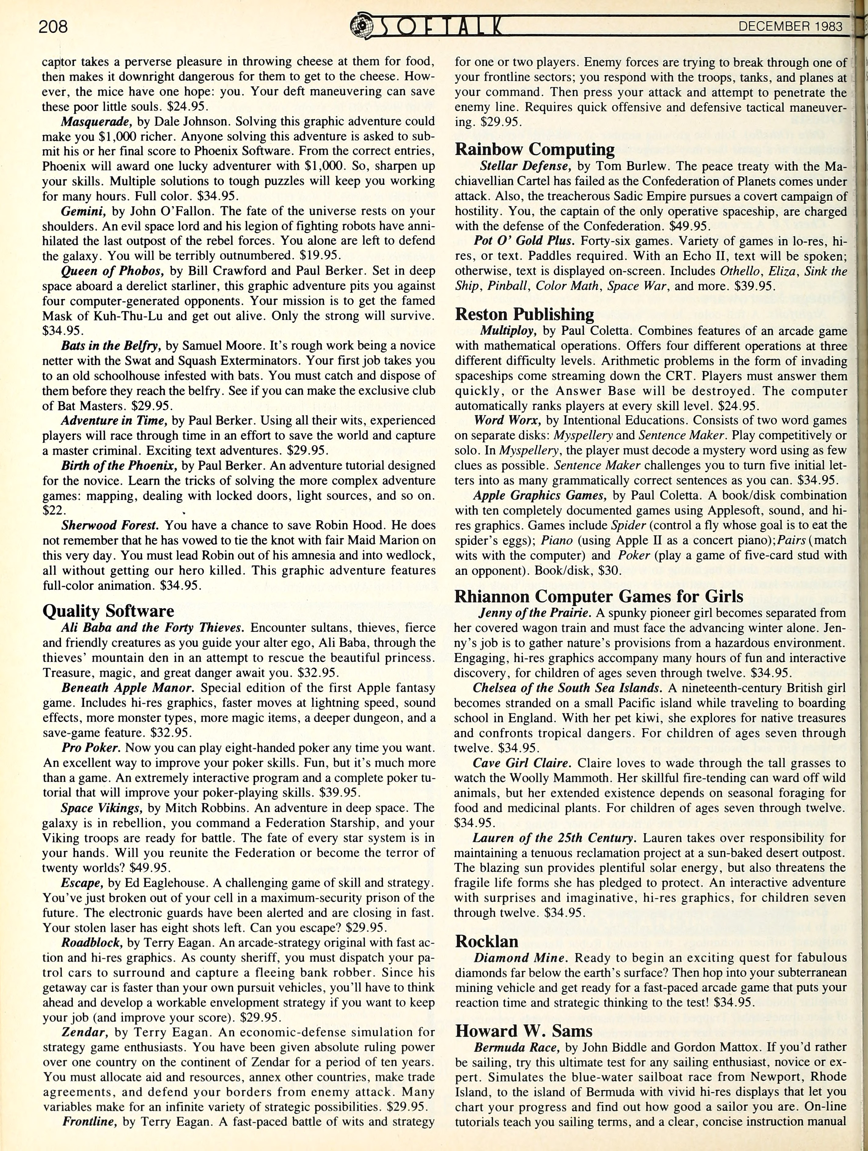 208
SOFTALK
DECEMBER 1983
captor takes a perverse pleasure in throwing cheese at them for food,
then makes it downright dangerous for them to get to the cheese. How-
ever, the mice have one hope: you. Your deft maneuvering can save
these poor little souls. $24.95.
Masquerade, by Dale Johnson. Solving this graphic adventure could
make you $1,000 richer. Anyone solving this adventure is asked to sub-
mit his or her final score to Phoenix Software. From the correct entries,
Phoenix will award one lucky adventurer with $1,000. So, sharpen up
your skills. Multiple solutions to tough puzzles will keep you working
for many hours. Full color. $34.95.
Gemini, by John O'Fallon. The fate of the universe rests on your
shoulders. An evil space lord and his legion of fighting robots have anni-
hilated the last outpost of the rebel forces. You alone are left to defend
the galaxy. You will be terribly outnumbered. $19.95.
Queen of Phobos, by Bill Crawford and Paul Berker. Set in deep
space aboard a derelict starliner, this graphic adventure pits you against
four computer-generated opponents. Your mission is to get the famed
Mask of Kuh-Thu-Lu and get out alive. Only the strong will survive.
$34.95.
Bats in the Belfry, by Samuel Moore. It's rough work being a novice
netter with the Swat and Squash Exterminators. Your first job takes you
to an old schoolhouse infested with bats. You must catch and dispose of
them before they reach the belfry. See if you can make the exclusive club
of Bat Masters. $29.95.
Adventure in Time, by Paul Berker. Using all their wits, experienced
players will race through time in an effort to save the world and capture
a master criminal. Exciting text adventures. $29.95.
Birth of the Phoenix, by Paul Berker. An adventure tutorial designed
for the novice. Learn the tricks of solving the more complex adventure
games: mapping, dealing with locked doors, light sources, and so on.
$22.
Sherwood Forest. You have a chance to save Robin Hood. He does
not remember that he has vowed to tie the knot with fair Maid Marion on
this very day. You must lead Robin out of his amnesia and into wedlock,
all without getting our hero killed. This graphic adventure features
full-color animation. $34.95.
Quality Software
Ali Baba and the Forty Thieves. Encounter sultans, thieves, fierce
and friendly creatures as you guide your alter ego, Ali Baba, through the
thieves' mountain den in an attempt to rescue the beautiful princess.
Treasure, magic, and great danger await you. $32.95.
Beneath Apple Manor. Special edition of the first Apple fantasy
game. Includes hi-res graphics, faster moves at lightning speed, sound
effects, more monster types, more magic items, a deeper dungeon, and a
save-game feature. $32.95.
Pro Poker. Now you can play eight-handed poker any time you want.
An excellent way to improve your poker skills. Fun, but it's much more
than a game. An extremely interactive program and a complete poker tu-
torial that will improve your poker-playing skills. $39.95.
Space Vikings, by Mitch Robbins. An adventure in deep space. The
galaxy is in rebellion, you command a Federation Starship, and your
Viking troops are ready for battle. The fate of every star system is in
your hands. Will you reunite the Federation or become the terror of
twenty worlds? $49.95.
Escape, by Ed Eaglehouse. A challenging game of skill and strategy.
You've just broken out of your cell in a maximum-security prison of the
future. The electronic guards have been alerted and are closing in fast.
Your stolen laser has eight shots left. Can you escape? $29.95.
Roadblock, by Terry Eagan. An arcade-strategy original with fast ac-
tion and hi-res graphics. As county sheriff, you must dispatch your pa-
trol cars to surround and capture a fleeing bank robber. Since his
getaway car is faster than your own pursuit vehicles, you'll have to think
ahead and develop a workable envelopment strategy if you want to keep
your job (and improve your score). $29.95.
Zendar, by Terry Eagan. An economic-defense simulation for
strategy game enthusiasts. You have been given absolute ruling power
over one country on the continent of Zendar for a period of ten years.
You must allocate aid and resources, annex other countries, make trade
agreements, and defend your borders from enemy attack. Many
variables make for an infinite variety of strategic possibilities. $29.95.
Frontline, by Terry Eagan. A fast-paced battle of wits and strategy
for one or two players. Enemy forces are trying to break through one of
your frontline sectors; you respond with the troops, tanks, and planes at
your command. Then press your attack and attempt to penetrate the
enemy line. Requires quick offensive and defensive tactical maneuver-
ing. $29.95.
Rainbow Computing
Stellar Defense, by Tom Burlew. The peace treaty with the Ma-
chiavellian Cartel has failed as the Confederation of Planets comes under
attack. Also, the treacherous Sadic Empire pursues a covert campaign of
hostility. You, the captain of the only operative spaceship, are charged
with the defense of the Confederation. $49.95.
Pot O' Gold Plus. Forty-six games. Variety of games in lo-res, hi-
res, or text. Paddles required. With an Echo II, text will be spoken;
otherwise, text is displayed on-screen. Includes Othello, Eliza, Sink the
Ship, Pinball, Color Math, Space War, and more. $39.95.
Reston Publishing
Multiploy, by Paul Coletta. Combines features of an arcade game
with mathematical operations. Offers four different operations at three
different difficulty levels. Arithmetic problems in the form of invading
spaceships come streaming down the CRT. Players must answer them
quickly, or the Answer Base will be destroyed. The computer
automatically ranks players at every skill level. $24.95.
Word Worx, by Intentional Educations. Consists of two word games
on separate disks: Myspellery and Sentence Maker. Play competitively or
solo. In Myspellery, the player must decode a mystery word using as few
clues as possible. Sentence Maker challenges you to turn five initial let-
ters into as many grammatically correct sentences as you can. $34.95.
Apple Graphics Games, by Paul Coletta. A book/disk combination
with ten completely documented games using Applesoft, sound, and hi-
res graphics. Games include Spider (control a fly whose goal is to eat the
spider's eggs); Piano (using Apple II as a concert piano); Pairs (match
wits with the computer) and Poker (play a game of five-card stud with
an opponent). Book/disk, $30.
Rhiannon Computer Games for Girls
Jenny of the Prairie. A spunky pioneer girl becomes separated from
her covered wagon train and must face the advancing winter alone. Jen-
ny's job is to gather nature's provisions from a hazardous environment.
Engaging, hi-res graphics accompany many hours of fun and interactive
discovery, for children of ages seven through twelve. $34.95.
Chelsea of the South Sea Islands. A nineteenth-century British girl
becomes stranded on a small Pacific island while traveling to boarding
school in England. With her pet kiwi, she explores for native treasures
and confronts tropical dangers. For children of ages seven through
twelve. $34.95.
Cave Girl Claire. Claire loves to wade through the tall grasses to
watch the Woolly Mammoth. Her skillful fire-tending can ward off wild
animals, but her extended existence depends on seasonal foraging for
food and medicinal plants. For children of ages seven through twelve.
$34.95.
Lauren of the 25th Century. Lauren takes over responsibility for
maintaining a tenuous reclamation project at a sun-baked desert outpost.
The blazing sun provides plentiful solar energy, but also threatens the
fragile life forms she has pledged to protect. An interactive adventure
with surprises and imaginative, hi-res graphics, for children seven
through twelve. $34.95.
Rocklan
Diamond Mine. Ready to begin an exciting quest for fabulous
diamonds far below the earth's surface? Then hop into your subterranean
mining vehicle and get ready for a fast-paced arcade game that puts your
reaction time and strategic thinking to the test! $34.95.
Howard W. Sams
Bermuda Race, by John Biddle and Gordon Mattox. If you'd rather
be sailing, try this ultimate test for any sailing enthusiast, novice or ex-
pert. Simulates the blue-water sailboat race from Newport, Rhode
Island, to the island of Bermuda with vivid hi-res displays that let you
chart your progress and find out how good a sailor you are. On-line
tutorials teach you sailing terms, and a clear, concise instruction manual